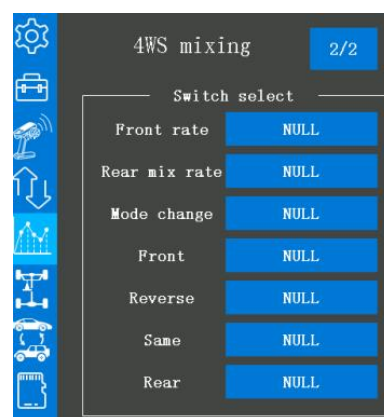 4WS mixing 2/2
Switch select
Front rate NULL
Rear mix rate NULL
Mode change NULL
Front NULL
Reverse NULL
Same NULL
Rear NULL